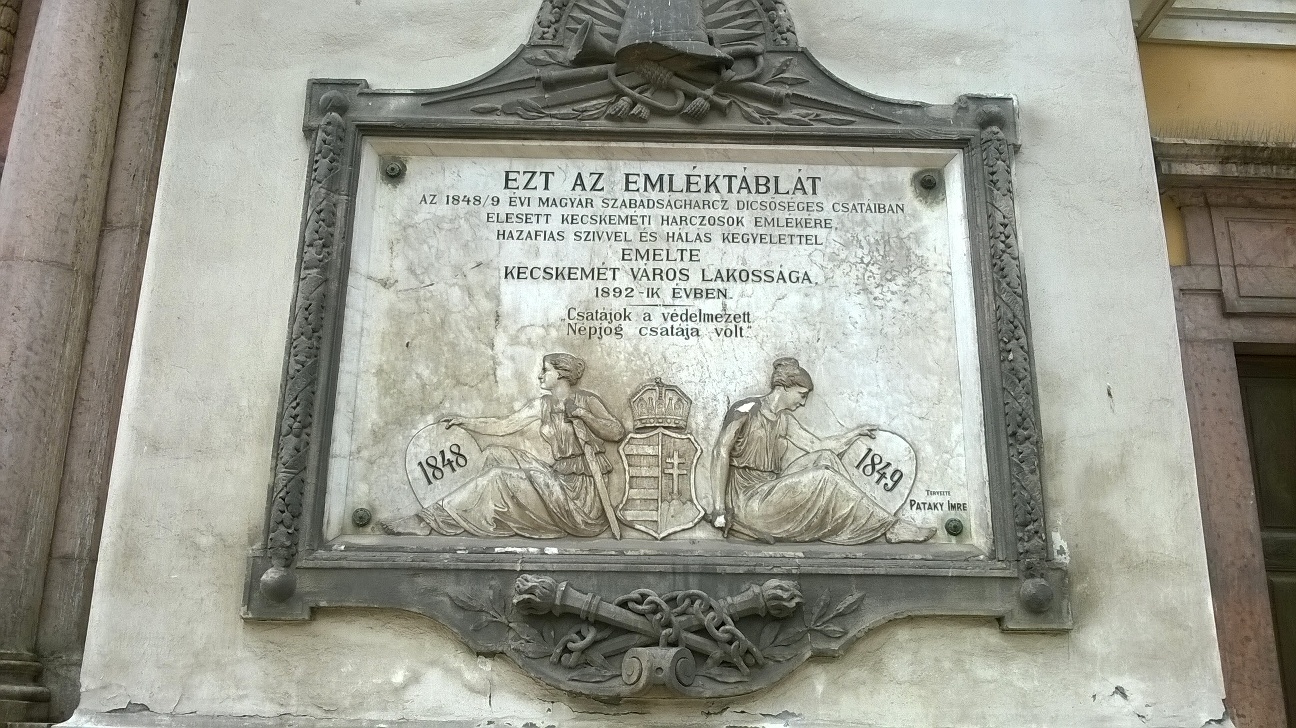 EZT AZ EMLÉKTÁBLÁT
AZ 1848/9 ÉVI MAGYAR SZABADSÁGHARCZ DICSŐSÉGES CSATÁIBAN
ELESETT KECSKEMÉTI HARCZOSOK EMLÉKÉRE,
HAZAFIAS SZIVVEL ÉS HÁLÁS KEGYELETTEL
EMELTE
KECSKEMÉT VÁROS LAKOSSÁGA,
1892-IK ÉVBEN.
„Csatájok a védelmezett
Népjog csatája volt."
1848
1849
TERVEZTE
PATAKY IMRE